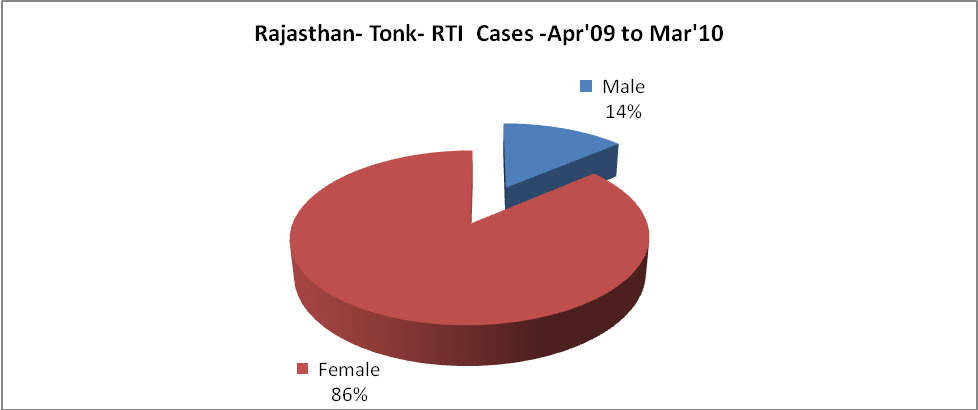 Rajasthan- Tonk- RTI  Cases -Apr'09 to Mar'10
Male
14%
Female
86%